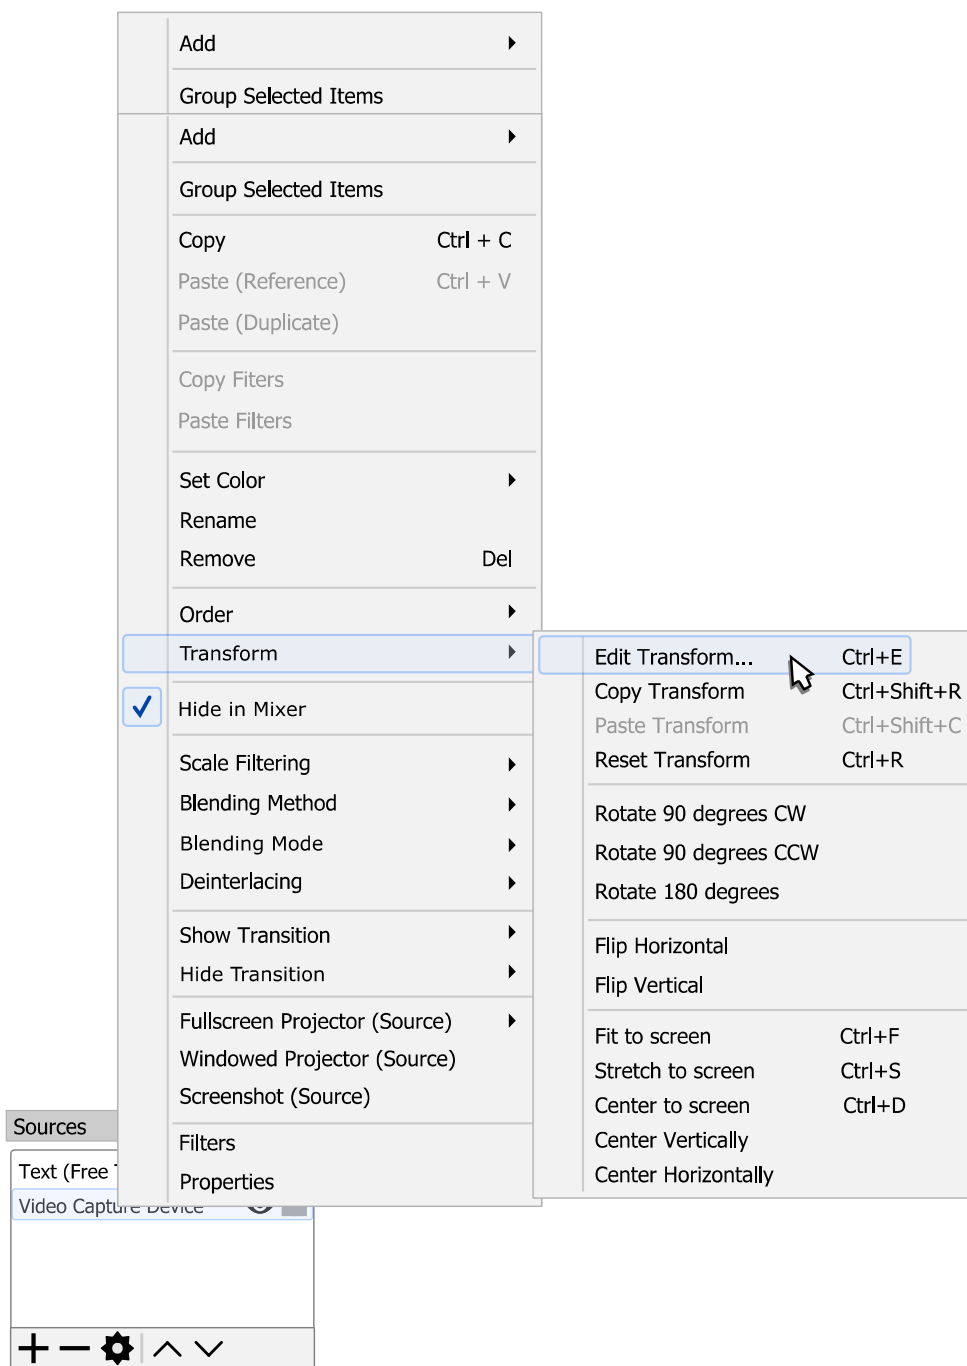 Add
Group Selected Items
Add
Group Selected Items
Copy Ctrl + C
Paste (Reference) Ctrl + V
Paste (Duplicate)
Copy Fiters
Paste Filters
Set Color
Rename
Remove Del
Order
Transform
Hide in Mixer
Scale Filtering
Blending Method
Blending Mode
Deinterlacing
Show Transition
Hide Transition
Fullscreen Projector (Source)
Windowed Projector (Source)
Screenshot (Source)
Filters
Properties
Edit Transform... Ctrl+E
Copy Transform Ctrl+Shift+R
Paste Transform Ctrl+Shift+C
Reset Transform Ctrl+R
Rotate 90 degrees CW
Rotate 90 degrees CCW
Rotate 180 degrees
Flip Horizontal
Flip Vertical
Fit to screen Ctrl+F
Stretch to screen Ctrl+S
Center to screen Ctrl+D
Center Vertically
Center Horizontally
Sources
Text (Free
Video Capture Device